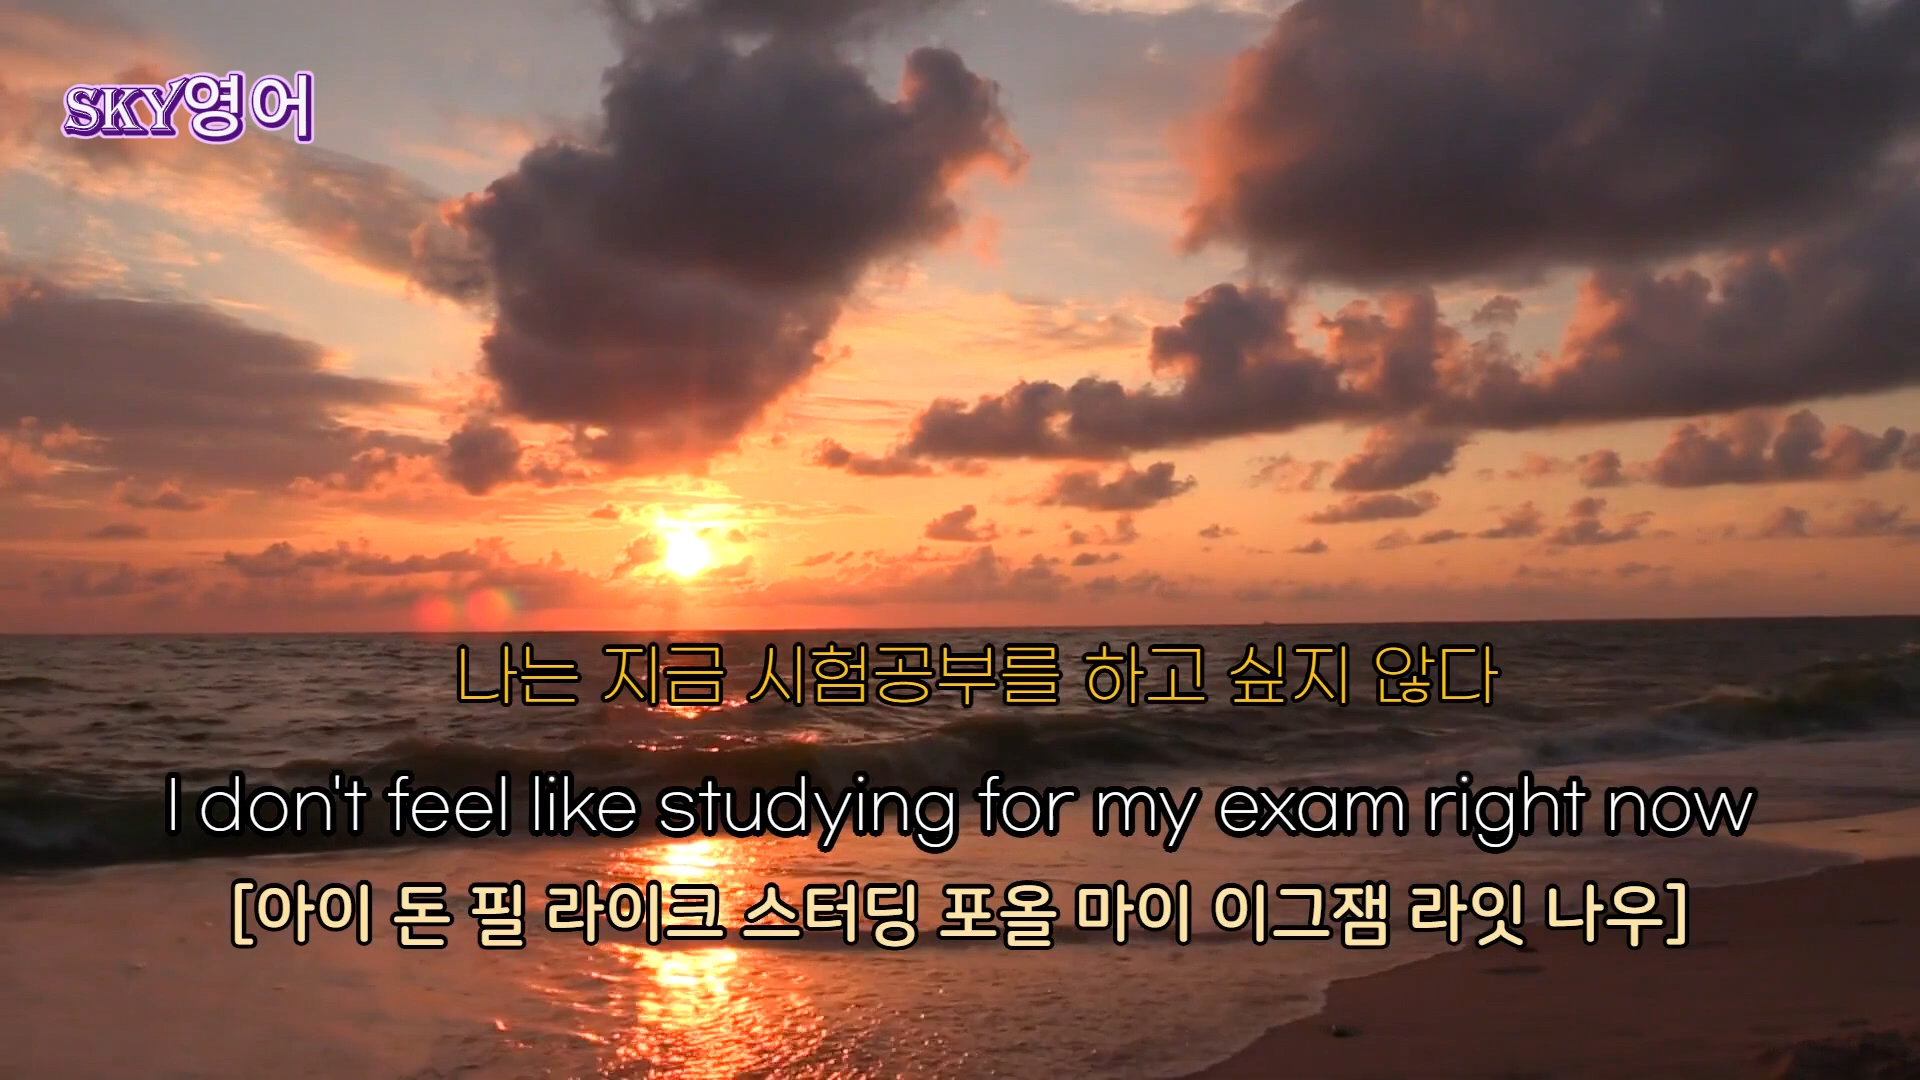 SKY영어
나는 지금 시험공부를 하고 싶지 않다
I don't feel like studying for my exam right now
[아이 돈 필 라이크 스터딩 포올 마이 이그잼 라잇 나우]